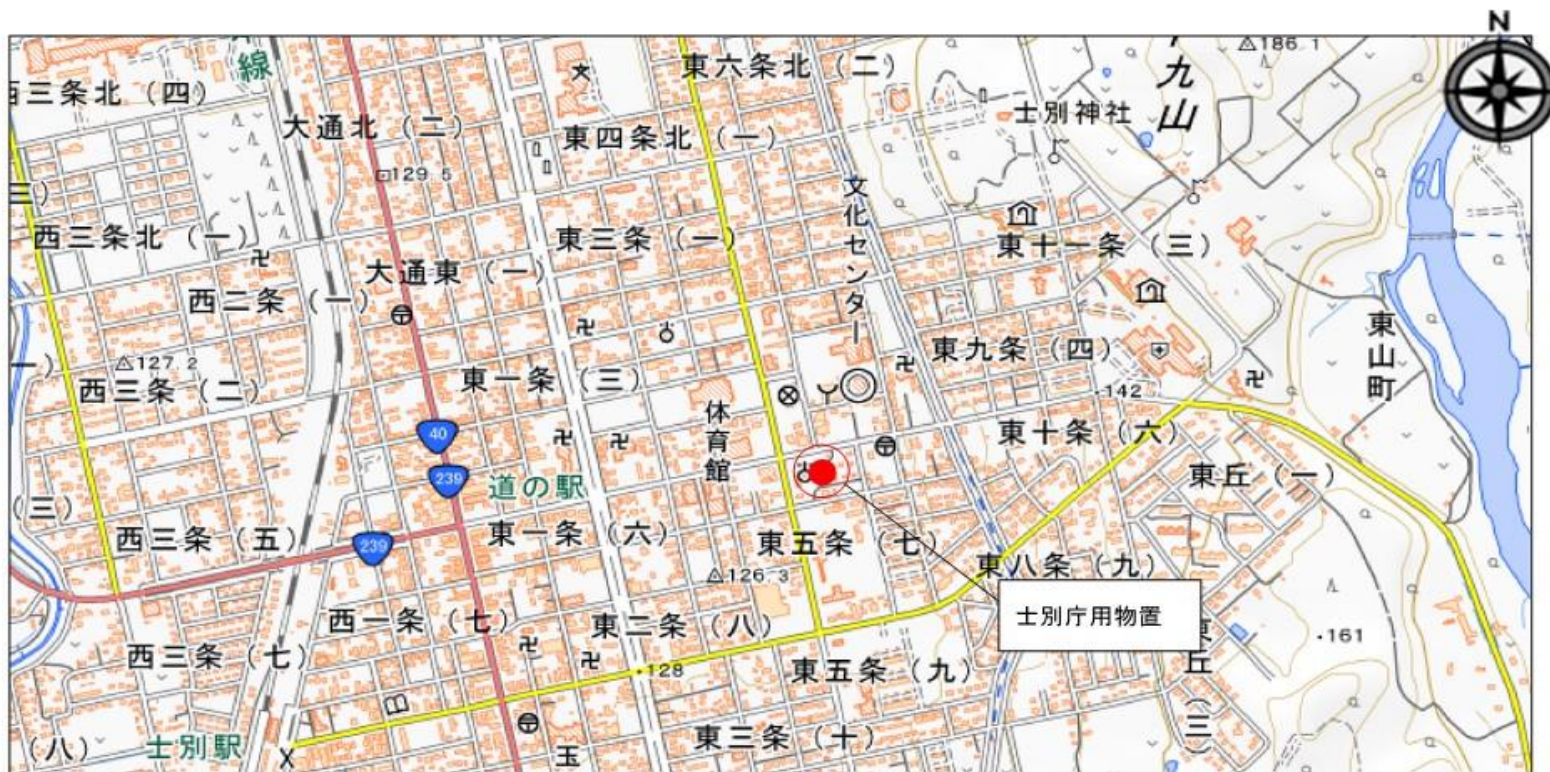 N
線
東六条北(二)
186.1
九山
西三条北(四)
士別神社
大通北(二)
東四条北(一)
129.5
三)
文化センター
西三条北(一)
東三条(一)
東十一条(三)
大通東(一)
西二条(一)
東山町
一)
127.2
東九条(四)
西三条(二)
東一条(三)
142
体育館
40
東十条(六)
239
道の駅
東丘(一)
(三)
西三条(五)
東一条(六)
東五条(七)
239
126.3
東八条(九)
西一条(七)
東二条(八)
士別庁用物置
161
西三条(七)
128
東五条(九)
東丘(三)
(八)
士別駅
東三条(十)
玉